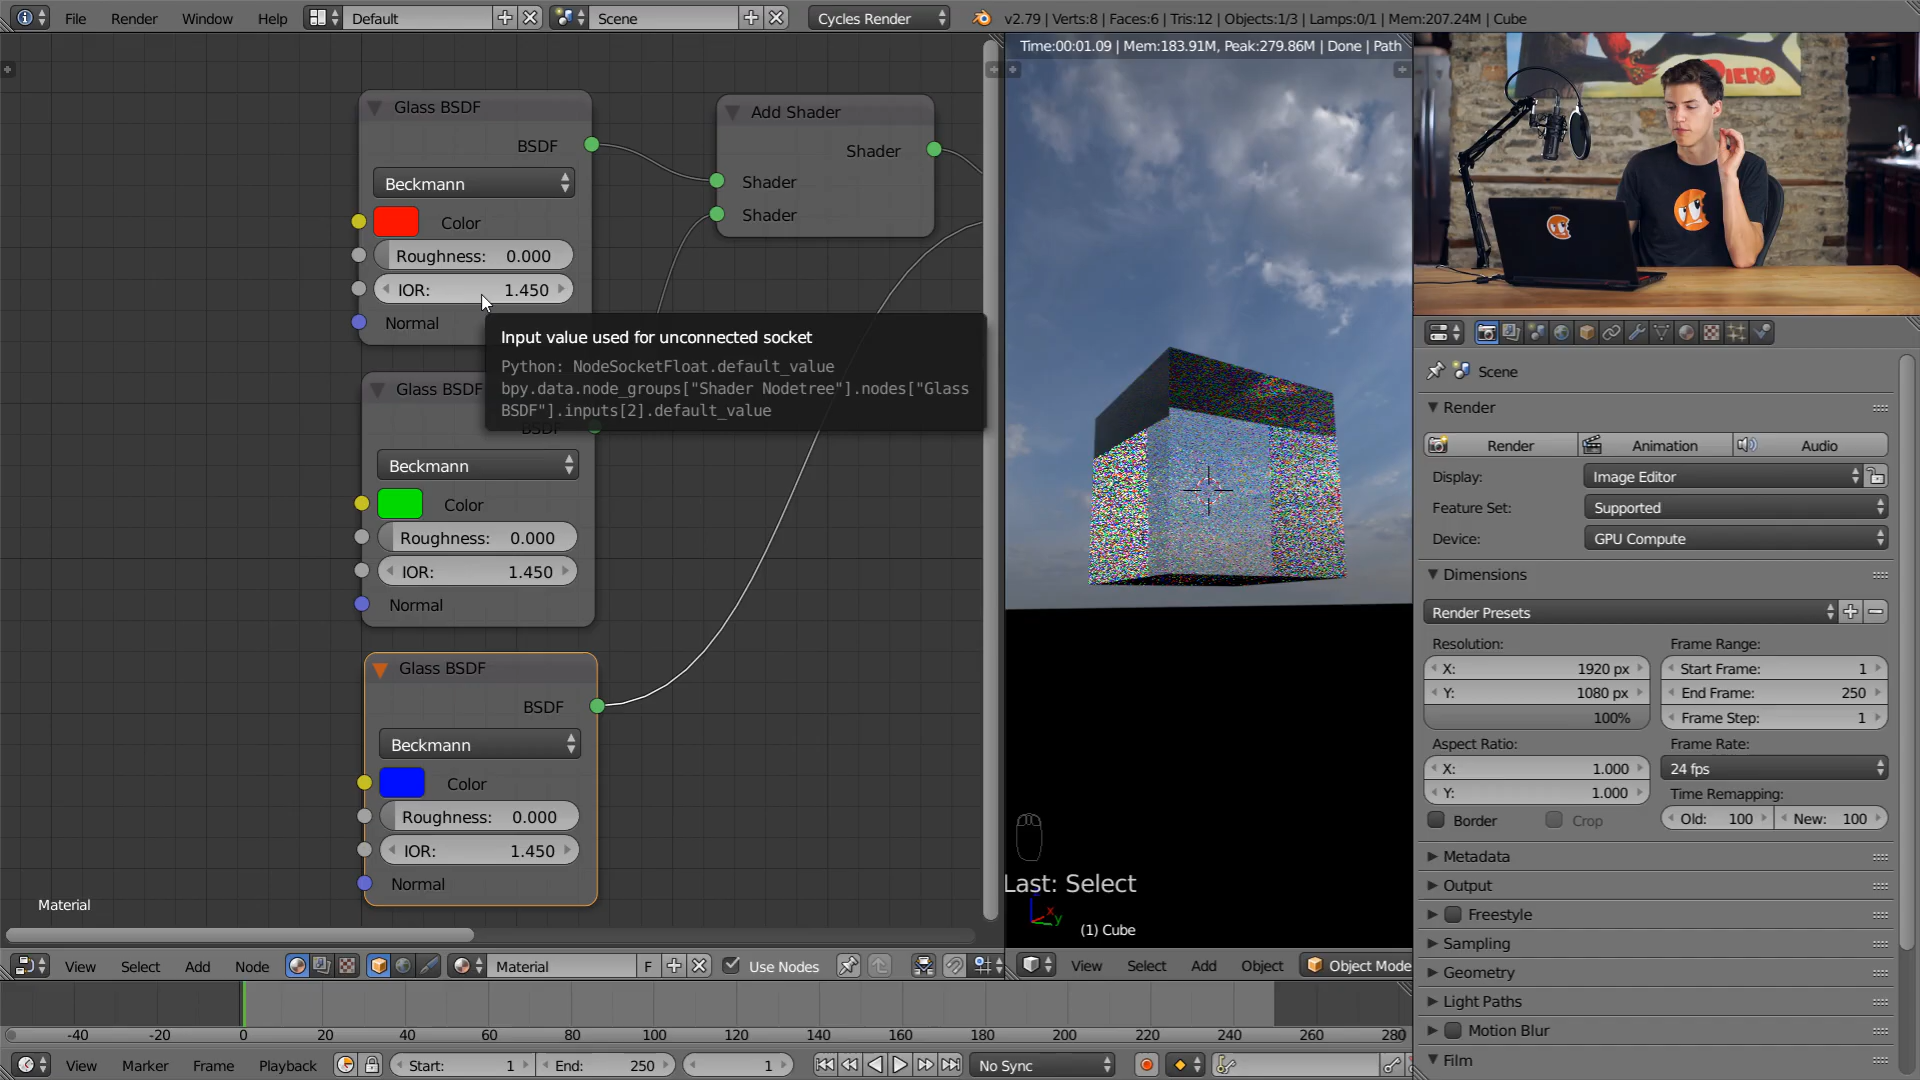 File Render Window Help Default Scene Cycles Render v2.79 | Verts:8 | Faces:6 | Tris:12 | Objects:1/3 | Lamps:0/1 | Mem:207.24M | Cube
Time:00:01.09 | Mem:183.91M, Peak:279.86M | Done | Path
Glass BSDF
BSDF
Beckmann
Color
Roughness: 0.000
IOR: 1.450
Normal
Add Shader
Shader
Shader
Shader
Input value used for unconnected socket
Python: NodeSocketFloat.default_value
bpy.data.node_groups["Shader Nodetree"].nodes["Glass
BSDF"].inputs[2].default_value
Glass BSDF
BSDF
Beckmann
Color
Roughness: 0.000
IOR: 1.450
Normal
Glass BSDF
BSDF
Beckmann
Color
Roughness: 0.000
IOR: 1.450
Normal
Material
Last: Select
(1) Cube
PIERO
Scene
Render
Render Animation Audio
Display: Image Editor
Feature Set: Supported
Device: GPU Compute
Dimensions
Render Presets
Resolution: Frame Range:
X: 1920 px Start Frame: 1
Y: 1080 px End Frame: 250
100% Frame Step: 1
Aspect Ratio: Frame Rate:
X: 1.000 24 fps
Y: 1.000 Time Remapping:
Border Crop Old: 100 New: 100
Metadata
Output
Freestyle
Sampling
Geometry
Light Paths
Motion Blur
Film
View Select Add Node Material F Use Nodes
View Select Add Object Object Mode
-40 -20 0 20 40 60 80 100 120 140 160 180 200 220 240 260 280
View Marker Frame Playback Start: 1 End: 250 1 No Sync